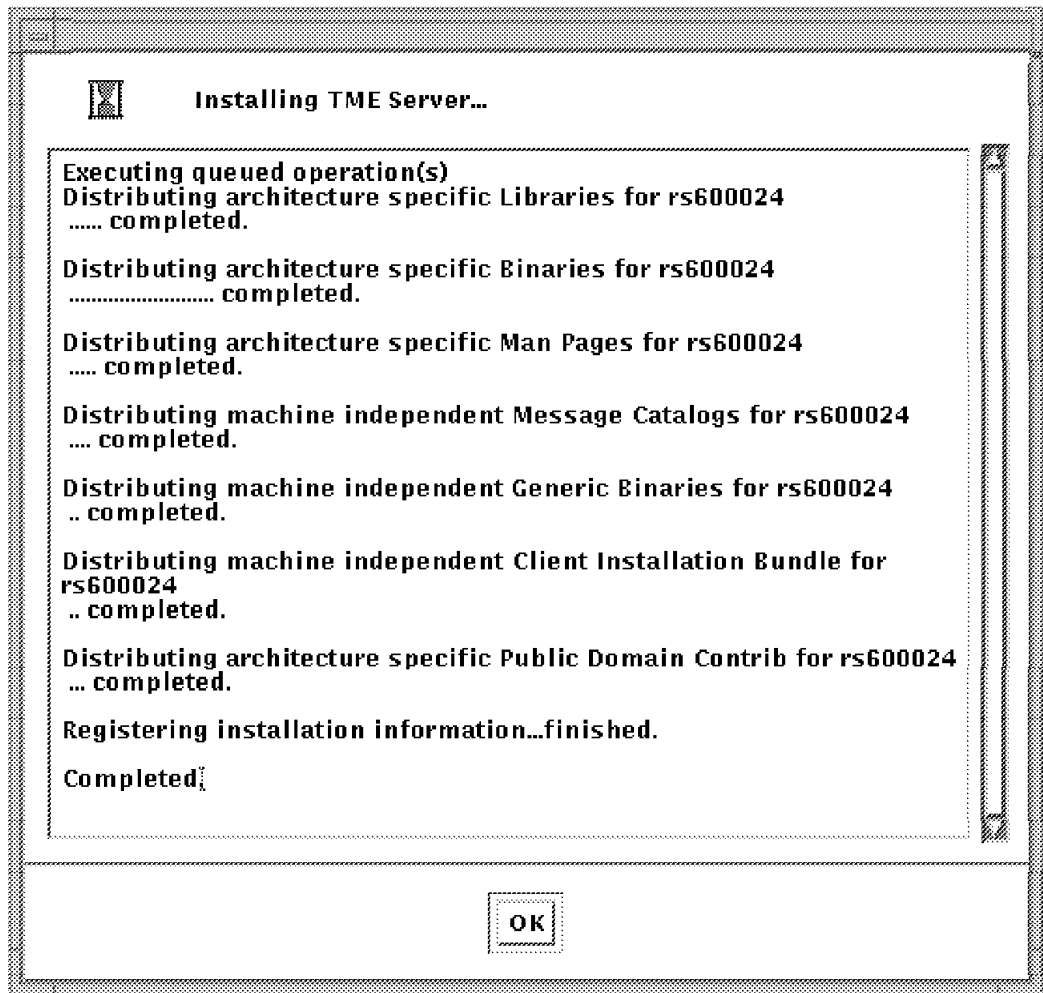 Installing TME Server...
Executing queued operation(s)
Distributing architecture specific Libraries for rs600024
...... completed.
Distributing architecture specific Binaries for rs600024
.......................... completed.
Distributing architecture specific Man Pages for rs600024
..... completed.
Distributing machine independent Message Catalogs for rs600024
.... completed.
Distributing machine independent Generic Binaries for rs600024
.. completed.
Distributing machine independent Client Installation Bundle for
rs600024
.. completed.
Distributing architecture specific Public Domain Contrib for rs600024
... completed.
Registering installation information...finished.
Completed.
OK